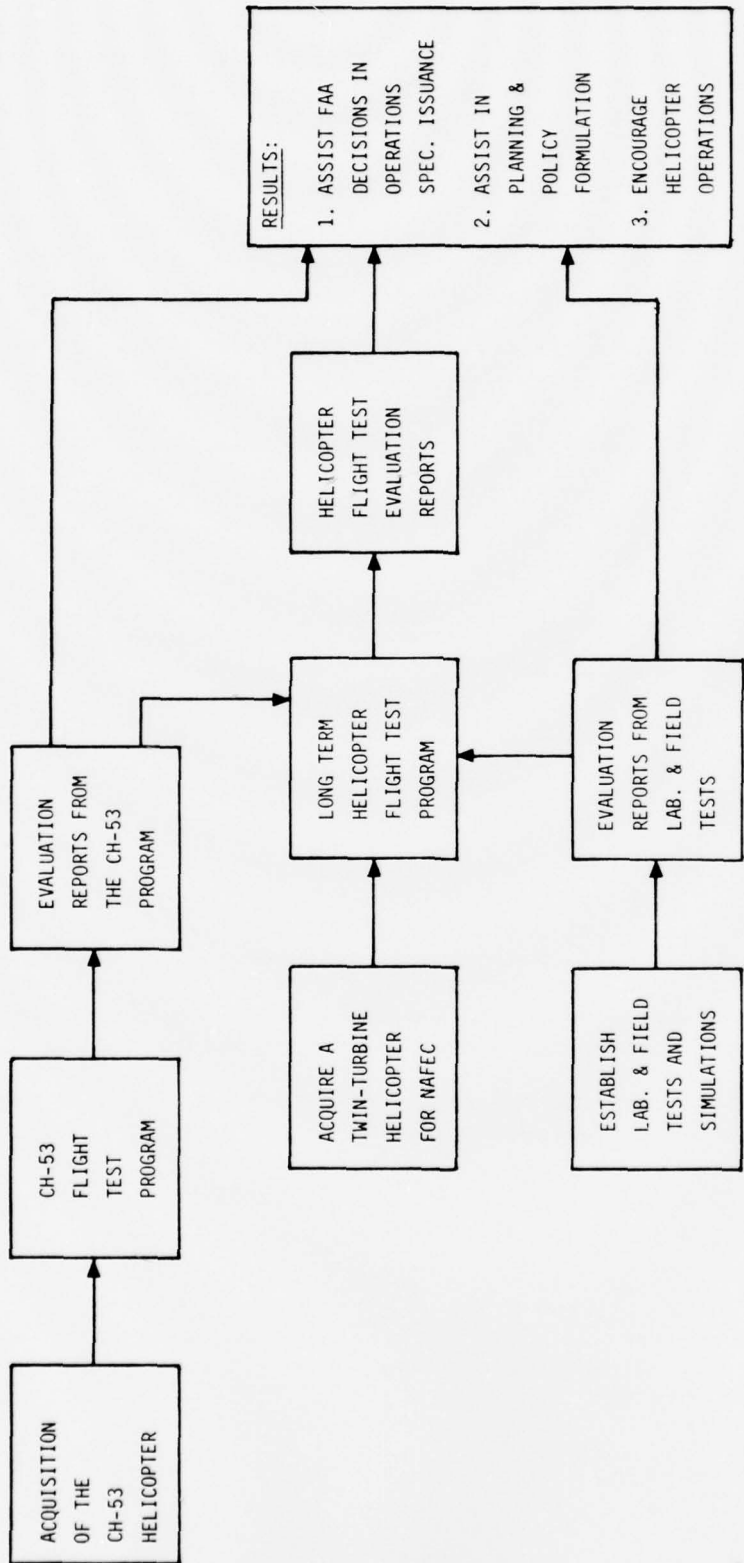 ACQUISITION
OF THE
CH-53
HELICOPTER
CH-53
FLIGHT
TEST
PROGRAM
EVALUATION
REPORTS FROM
THE CH-53
PROGRAM
ACQUIRE A
TWIN-TURBINE
HELICOPTER
FOR NAFEC
LONG TERM
HELICOPTER
FLIGHT TEST
PROGRAM
HELICOPTER
FLIGHT TEST
EVALUATION
REPORTS
ESTABLISH
LAB. & FIELD
TESTS AND
SIMULATIONS
EVALUATION
REPORTS FROM
LAB. & FIELD
TESTS
RESULTS:
1. ASSIST FAA
DECISIONS IN
OPERATIONS
SPEC. ISSUANCE
2. ASSIST IN
PLANNING &
POLICY
FORMULATION
3. ENCOURAGE
HELICOPTER
OPERATIONS